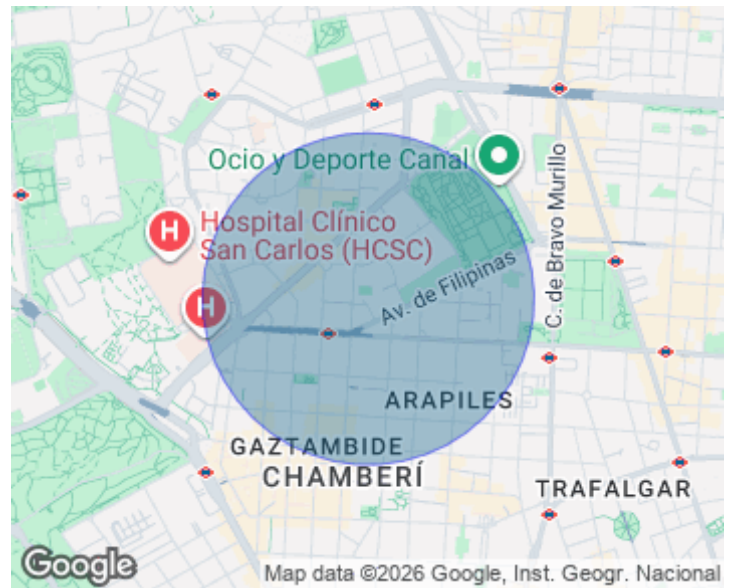 Ocio y Deporte Canal
H
Hospital Clínico
San Carlos (HCSC)
H
C. de Bravo Murillo
Av. de Filipinas
ARAPILES
GAZTAMBIDE
CHAMBERÍ
TRAFALGAR
Google
Map data ©2026 Google, Inst. Geogr. Nacional